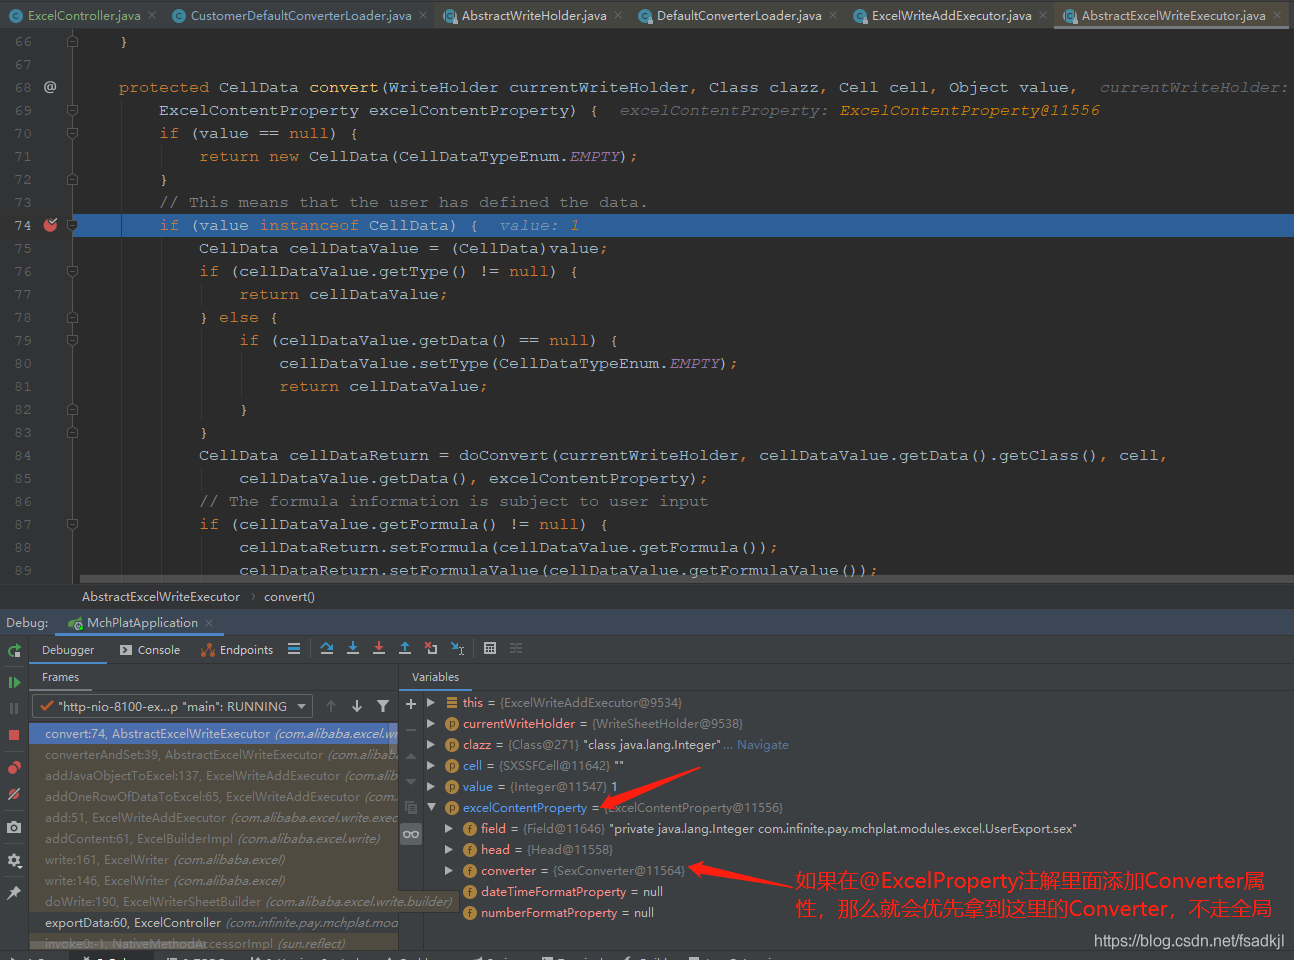 ExcelController.java × CustomerDefaultConverterLoader.java × AbstractWriteHolder.java × DefaultConverterLoader.java × ExcelWriteAddExecutor.java × AbstractExcelWriteExecutor.java ×
66 }
67
68 @ protected CellData convert(WriteHolder currentWriteHolder, Class clazz, Cell cell, Object value, currentWriteHolder:
69 ExcelContentProperty excelContentProperty) { excelContentProperty: ExcelContentProperty@11556
70 if (value == null) {
71 return new CellData(CellDataTypeEnum.EMPTY);
72 }
73 // This means that the user has defined the data.
74 if (value instanceof CellData) { value: 1
75 CellData cellDataValue = (CellData)value;
76 if (cellDataValue.getType() != null) {
77 return cellDataValue;
78 } else {
79 if (cellDataValue.getData() == null) {
80 cellDataValue.setType(CellDataTypeEnum.EMPTY);
81 return cellDataValue;
82 }
83 }
84 CellData cellDataReturn = doConvert(currentWriteHolder, cellDataValue.getData().getClass(), cell,
85 cellDataValue.getData(), excelContentProperty);
86 // The formula information is subject to user input
87 if (cellDataValue.getFormula() != null) {
88 cellDataReturn.setFormula(cellDataValue.getFormula());
89 cellDataReturn.setFormulaValue(cellDataValue.getFormulaValue());
AbstractExcelWriteExecutor › convert()
Debug: MchPlatApplication ×
Debugger Console Endpoints
Frames
"http-nio-8100-ex...p "main": RUNNING
convert:74, AbstractExcelWriteExecutor (com.alibaba.excel.wr
converterAndSet:39, AbstractExcelWriteExecutor (com.alibab
addJavaObjectToExcel:137, ExcelWriteAddExecutor (com.alib
addOneRowOfDataToExcel:65, ExcelWriteAddExecutor (com.
add:51, ExcelWriteAddExecutor (com.alibaba.excel.write.exec
addContent:61, ExcelBuilderImpl (com.alibaba.excel.write)
write:161, ExcelWriter (com.alibaba.excel)
write:146, ExcelWriter (com.alibaba.excel)
doWrite:190, ExcelWriterSheetBuilder (com.alibaba.excel.write.builder)
exportData:60, ExcelController (com.infinite.pay.mchplat.mod
invoke0:-1, NativeMethodAccessorImpl (sun.reflect)
Variables
this = {ExcelWriteAddExecutor@9534}
currentWriteHolder = {WriteSheetHolder@9538}
clazz = {Class@271} "class java.lang.Integer"... Navigate
cell = {SXSSFCell@11642} ""
value = {Integer@11547} 1
excelContentProperty = {ExcelContentProperty@11556}
field = {Field@11646} "private java.lang.Integer com.infinite.pay.mchplat.modules.excel.UserExport.sex"
head = {Head@11558}
converter = {SexConverter@11564}
dateTimeFormatProperty = null
numberFormatProperty = null
如果在@ExcelProperty注解里面添加Converter属
性，那么就会优先拿到这里的Converter，不走全局
https://blog.csdn.net/fsadkjl